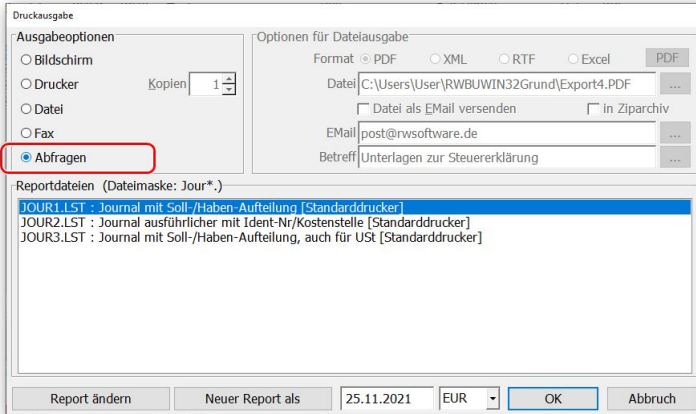 Druckausgabe
Ausgabeoptionen
Bildschirm
Drucker Kopien 1
Datei
Fax
Abfragen
Optionen für Dateiausgabe
Format PDF XML RTF Excel PDF
Datei C:\Users\User\RWBUWIN32Grund\Export4.PDF ...
Datei als EMail versenden in Ziparchiv
EMail post@rwsoftware.de ...
Betreff Unterlagen zur Steuererklärung ...
Reportdateien (Dateimaske: Jour*.)
JOUR1.LST : Journal mit Soll-/Haben-Aufteilung [Standarddrucker]
JOUR2.LST : Journal ausführlicher mit Ident-Nr/Kostenstelle [Standarddrucker]
JOUR3.LST : Journal mit Soll-/Haben-Aufteilung, auch für USt [Standarddrucker]
Report ändern Neuer Report als 25.11.2021 EUR OK Abbruch